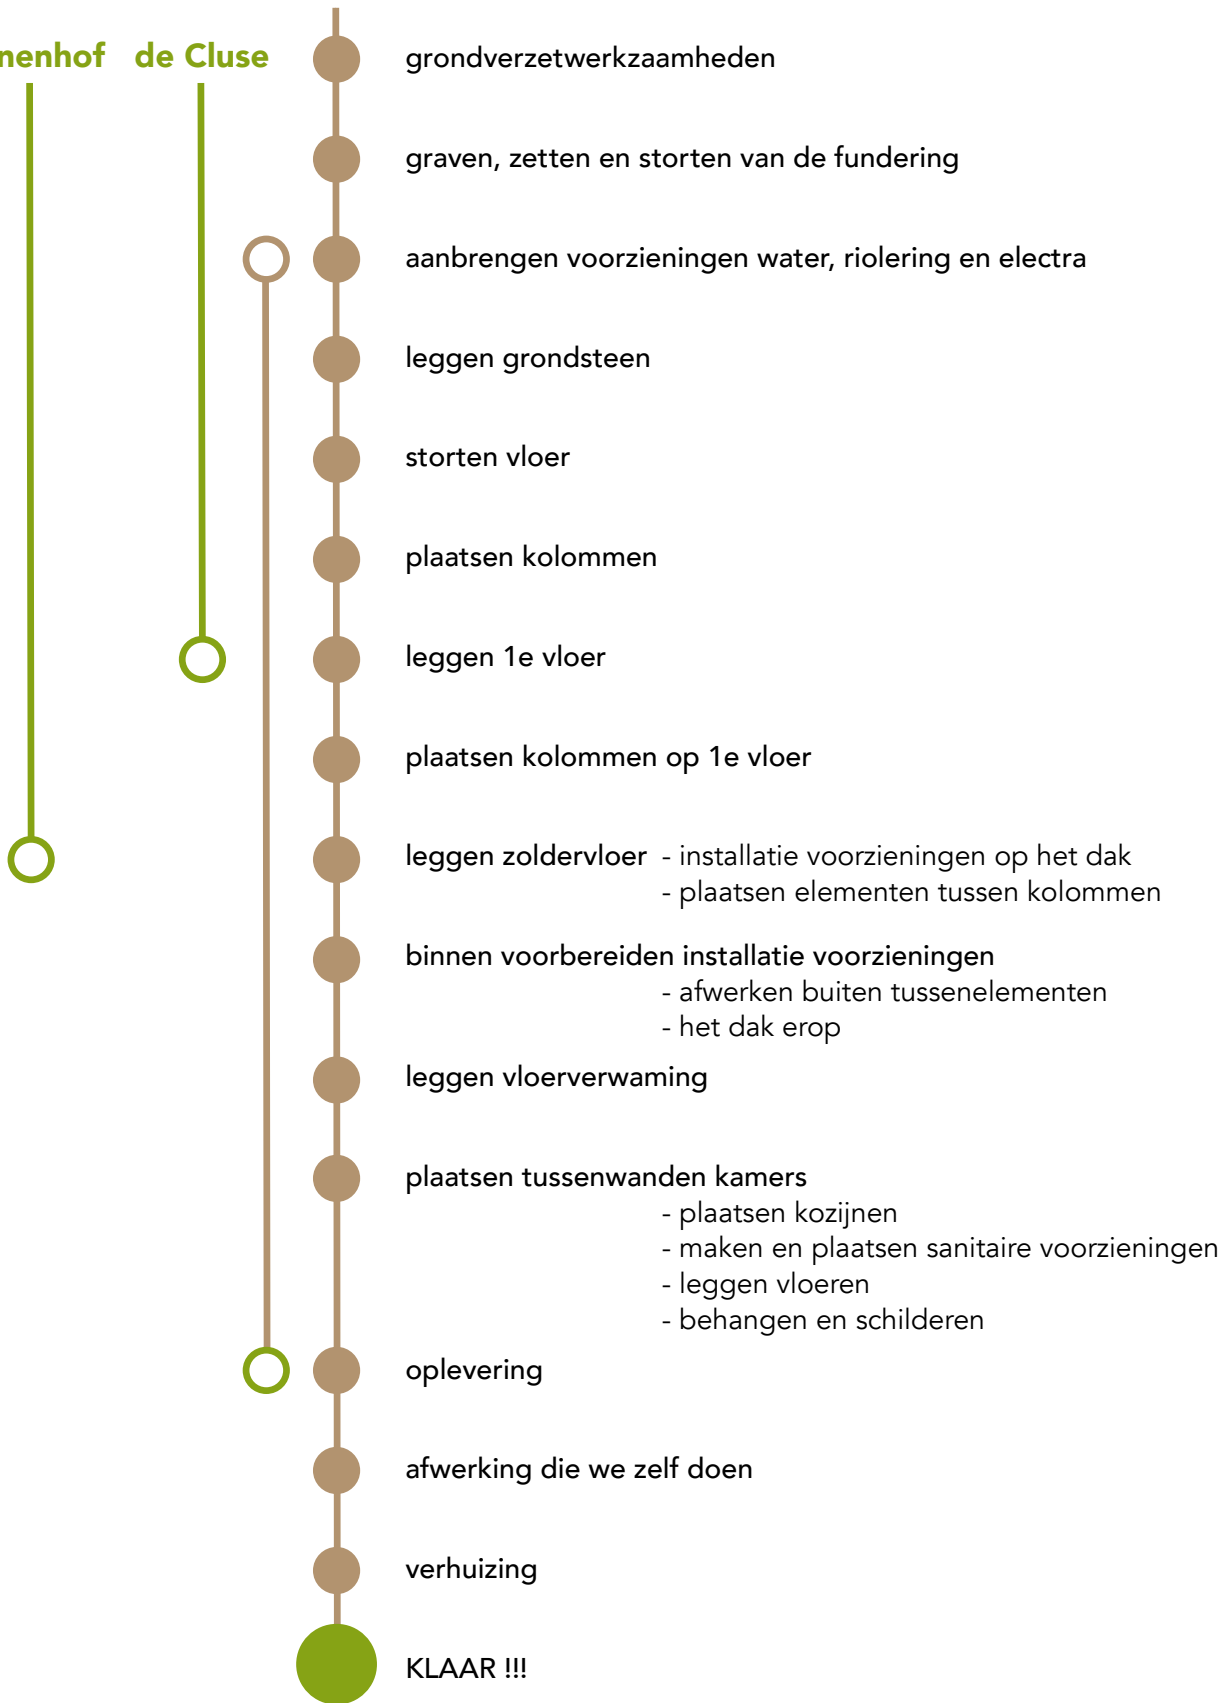 de Cluse
grondverzetwerkzaamheden
graven, zetten en storten van de fundering
aanbrengen voorzieningen water, riolering en electra
leggen grondsteen
storten vloer
plaatsen kolommen
leggen 1e vloer
plaatsen kolommen op 1e vloer
leggen zoldervloer - installatie voorzieningen op het dak
- plaatsen elementen tussen kolommen
binnen voorbereiden installatie voorzieningen
- afwerken buiten tussenelementen
- het dak erop
leggen vloerverwaming
plaatsen tussenwanden kamers
- plaatsen kozijnen
- maken en plaatsen sanitaire voorzieningen
- leggen vloeren
- behangen en schilderen
oplevering
afwerking die we zelf doen
verhuizing
KLAAR !!!